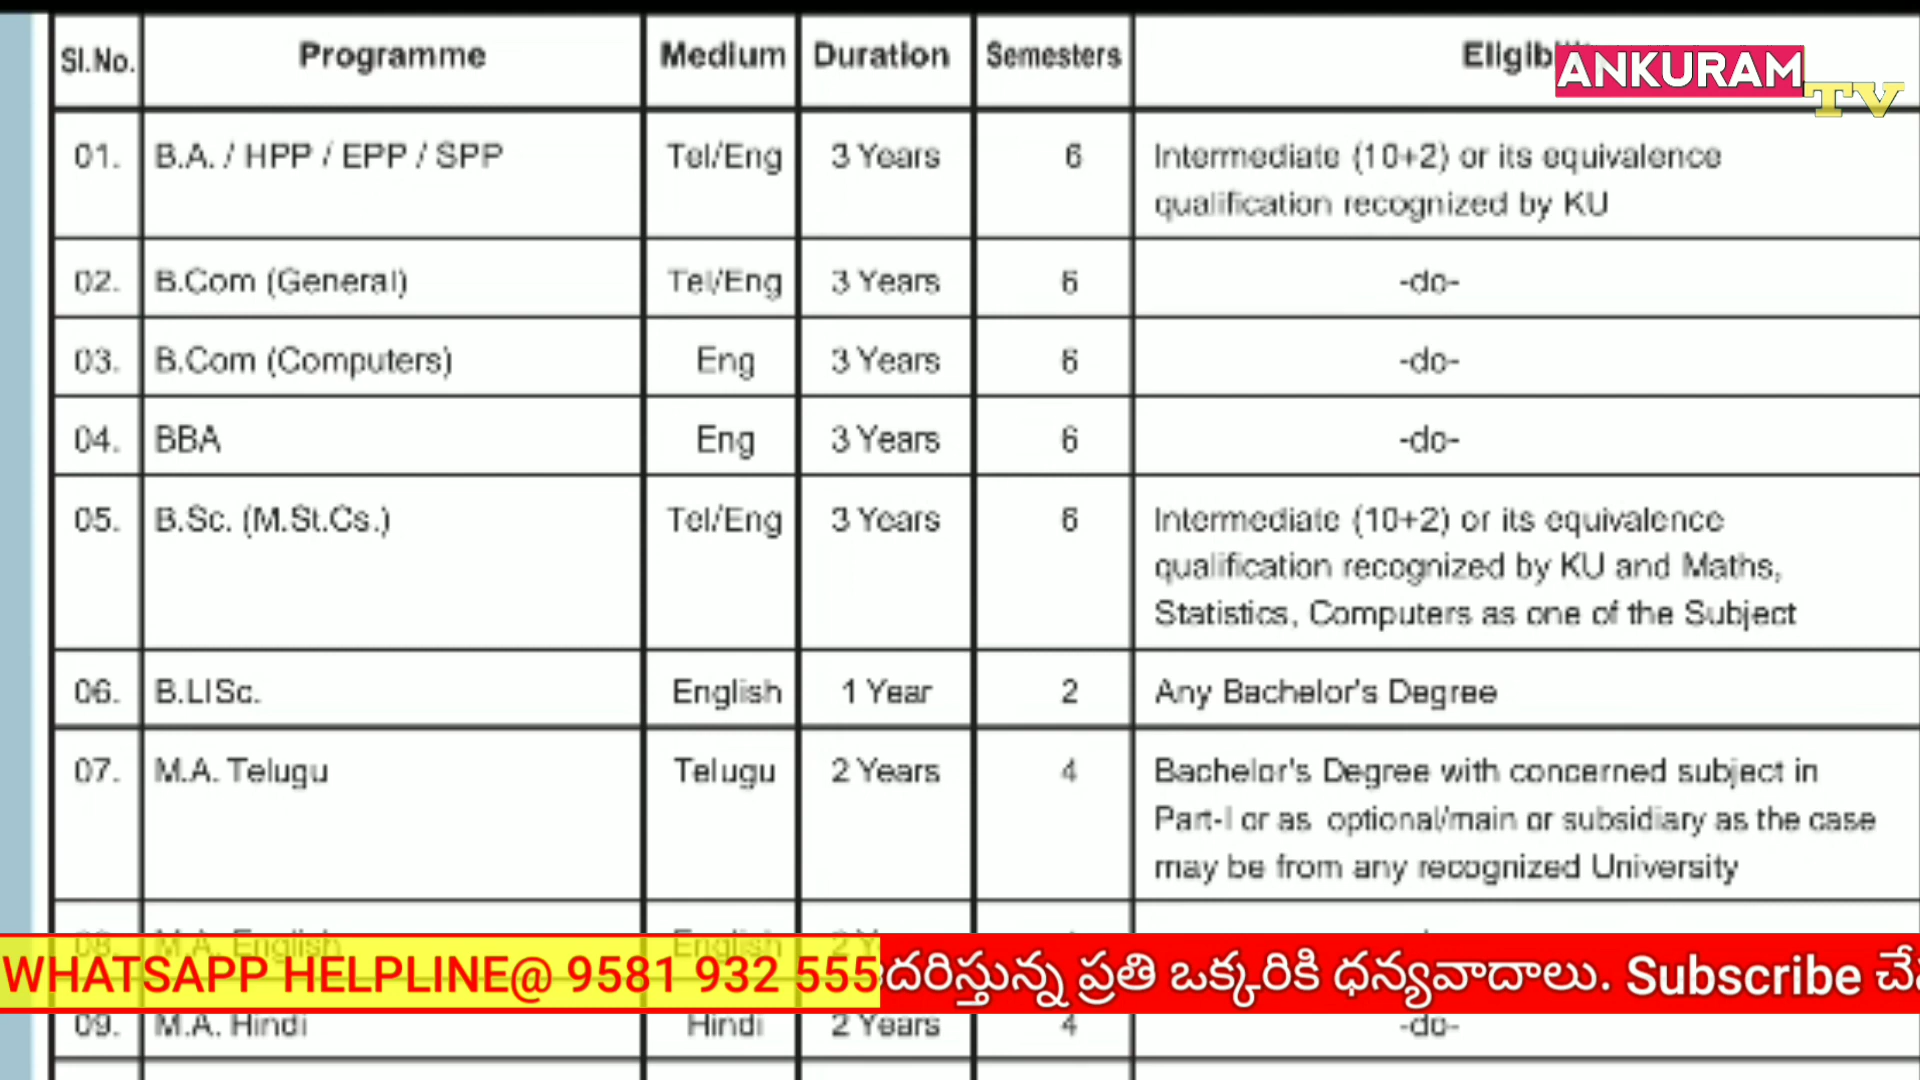 Sl.No. Programme Medium Duration Semesters
ANKURAM
TV
01. B.A. / HPP / EPP / SPP Tel/Eng 3 Years 6 Intermediate (10+2) or its equivalence
qualification recognized by KU
02. B.Com (General) Tel/Eng 3 Years 6 -do-
03. B.Com (Computers) Eng 3 Years 6 -do-
04. BBA Eng 3 Years 6 -do-
05. B.Sc. (M.St.Cs.) Tel/Eng 3 Years 6 Intermediate (10+2) or its equivalence
qualification recognized by KU and Maths,
Statistics, Computers as one of the Subject
06. B.LISc. English 1 Year 2 Any Bachelor's Degree
07. M.A. Telugu Telugu 2 Years 4 Bachelor's Degree with concerned subject in
Part-I or as optional/main or subsidiary as the case
may be from any recognized University
08. M.A. English English 2
WHATSAPP HELPLINE@ 9581 932 555 ప్రతి ఒక్కరికి ధన్యవాదాలు. Subscribe
09. M.A. Hindi Hindi 2 Years 4 -do-